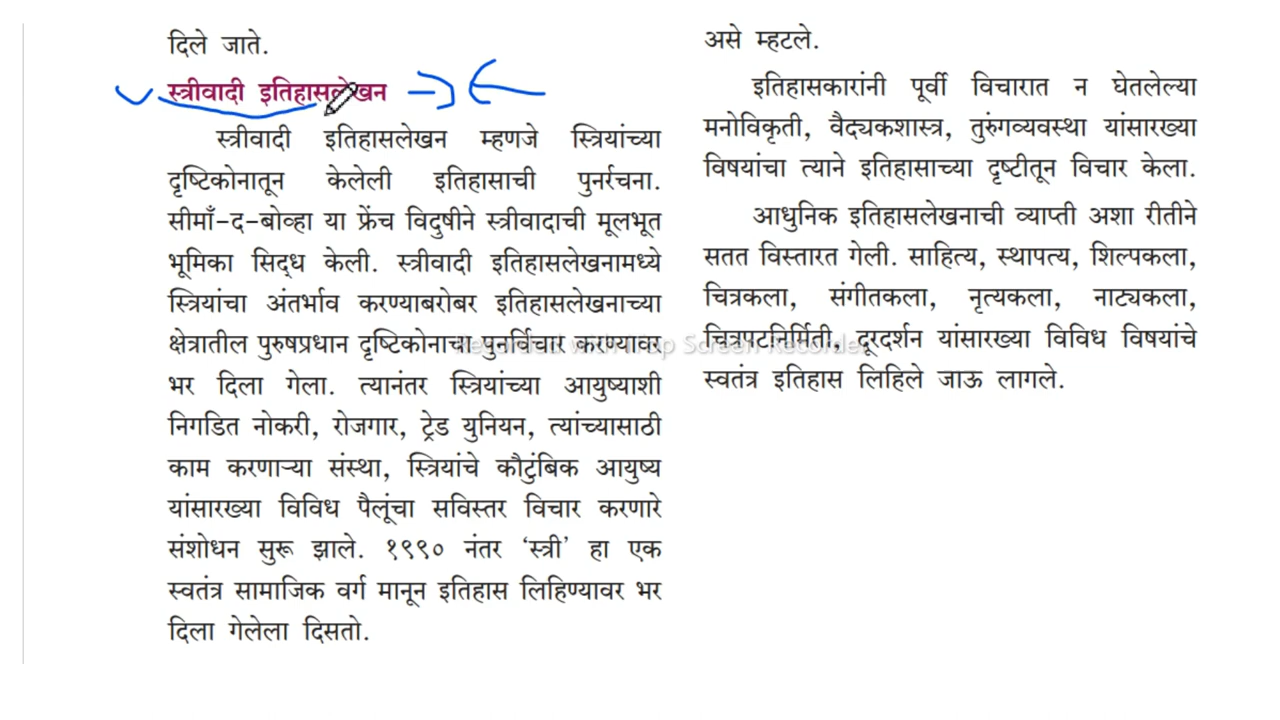 दिले जाते.
स्त्रीवादी इतिहासलेखन
स्त्रीवादी इतिहासलेखन म्हणजे स्त्रियांच्या
दृष्टिकोनातून केलेली इतिहासाची पुनर्रचना.
सीमाँ-द-बोव्हा या फ्रेंच विदुषीने स्त्रीवादाची मूलभूत
भूमिका सिद्ध केली. स्त्रीवादी इतिहासलेखनामध्ये
स्त्रियांचा अंतर्भाव करण्याबरोबर इतिहासलेखनाच्या
क्षेत्रातील पुरुषप्रधान दृष्टिकोनाचा पुनर्विचार करण्यावर
भर दिला गेला. त्यानंतर स्त्रियांच्या आयुष्याशी
निगडित नोकरी, रोजगार, ट्रेड युनियन, त्यांच्यासाठी
काम करणाऱ्या संस्था, स्त्रियांचे कौटुंबिक आयुष्य
यांसारख्या विविध पैलूंचा सविस्तर विचार करणारे
संशोधन सुरू झाले. १९९० नंतर ‘स्त्री’ हा एक
स्वतंत्र सामाजिक वर्ग मानून इतिहास लिहिण्यावर भर
दिला गेलेला दिसतो.
असे म्हटले.
इतिहासकारांनी पूर्वी विचारात न घेतलेल्या
मनोविकृती, वैद्यकशास्त्र, तुरुंगव्यवस्था यांसारख्या
विषयांचा त्याने इतिहासाच्या दृष्टीतून विचार केला.
आधुनिक इतिहासलेखनाची व्याप्ती अशा रीतीने
सतत विस्तारत गेली. साहित्य, स्थापत्य, शिल्पकला,
चित्रकला, संगीतकला, नृत्यकला, नाट्यकला,
चित्रपटनिर्मिती, दूरदर्शन यांसारख्या विविध विषयांचे
स्वतंत्र इतिहास लिहिले जाऊ लागले.
Recorded with Screen Recorder